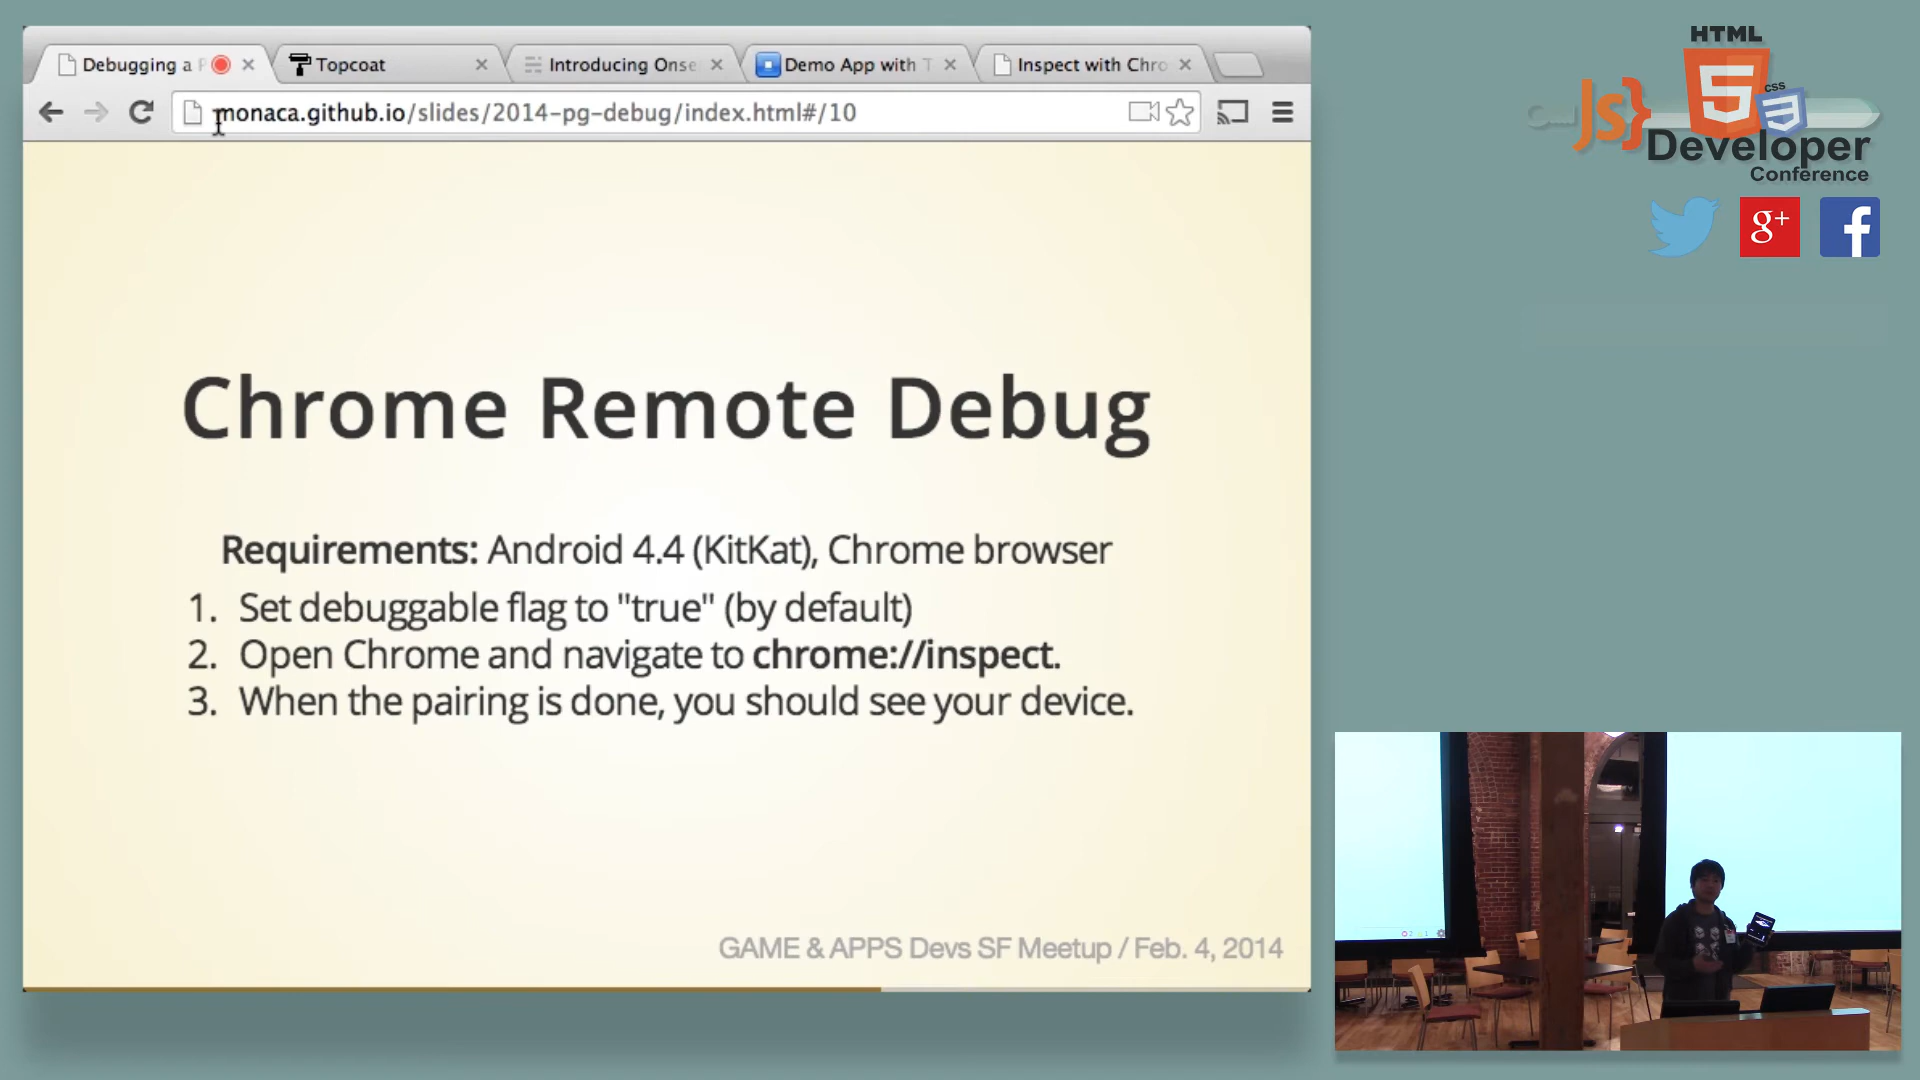 Debugging a P
Topcoat
Introducing Onse
Demo App with T
Inspect with Chro
monaca.github.io/slides/2014-pg-debug/index.html#/10
Chrome Remote Debug
Requirements: Android 4.4 (KitKat), Chrome browser
1. Set debuggable flag to "true" (by default)
2. Open Chrome and navigate to chrome://inspect.
3. When the pairing is done, you should see your device.
GAME & APPS Devs SF Meetup / Feb. 4, 2014
HTML
5
CSS
3
JS}
Developer
Conference
g+
f